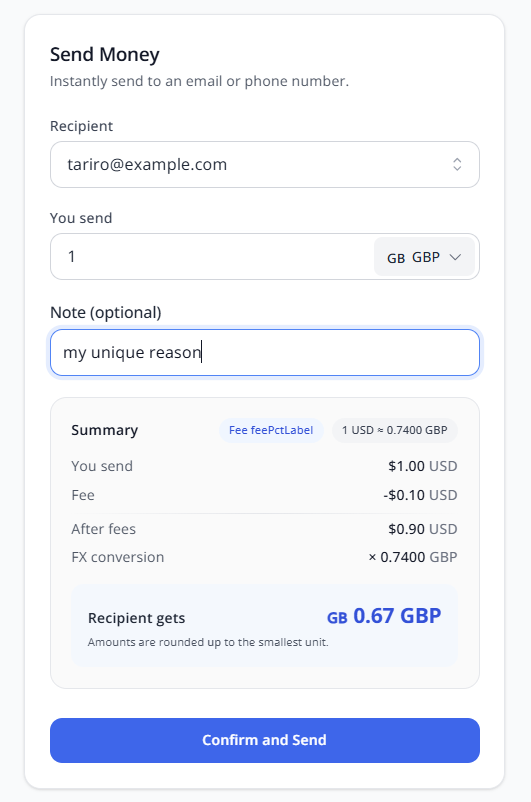 Send Money
Instantly send to an email or phone number.
Recipient
tariro@example.com
You send
1 GB GBP
Note (optional)
my unique reason
Summary Fee feePctLabel 1 USD ≈ 0.7400 GBP
You send $1.00 USD
Fee -$0.10 USD
After fees $0.90 USD
FX conversion × 0.7400 GBP
Recipient gets GB 0.67 GBP
Amounts are rounded up to the smallest unit.
Confirm and Send